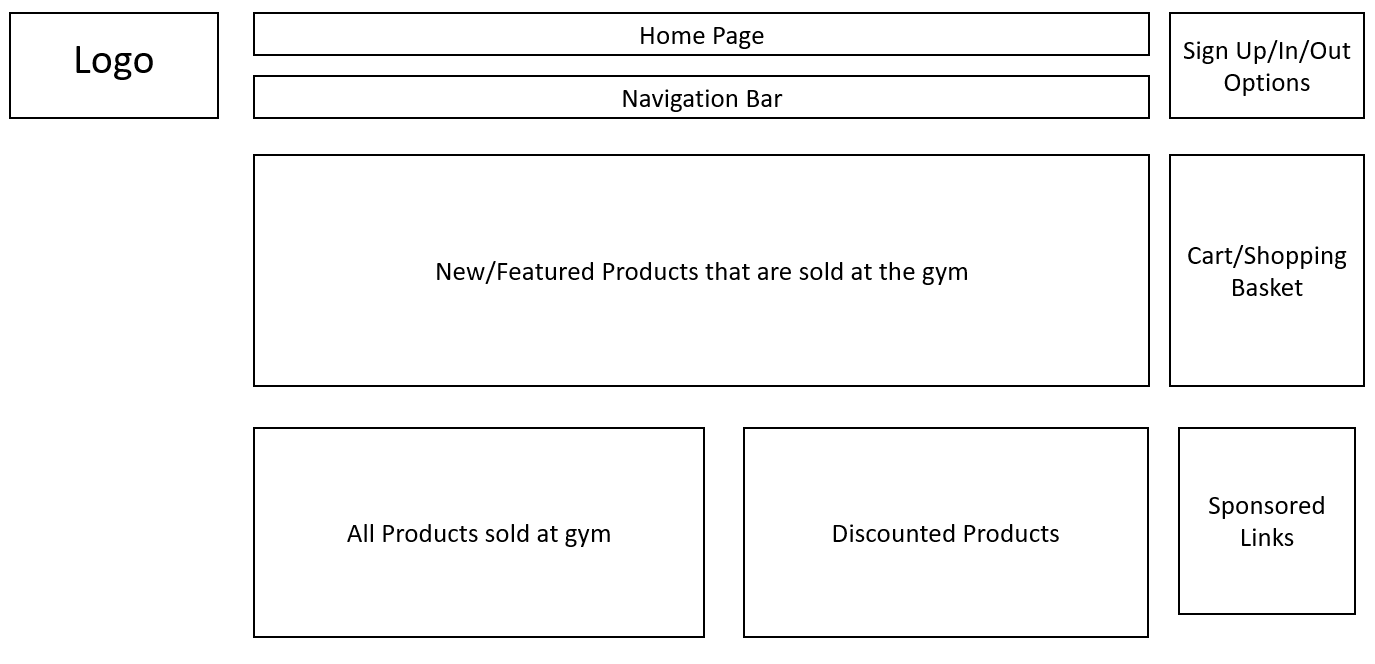 Logo
Home Page
Navigation Bar
Sign Up/In/Out
Options
New/Featured Products that are sold at the gym
Cart/Shopping
Basket
All Products sold at gym
Discounted Products
Sponsored
Links